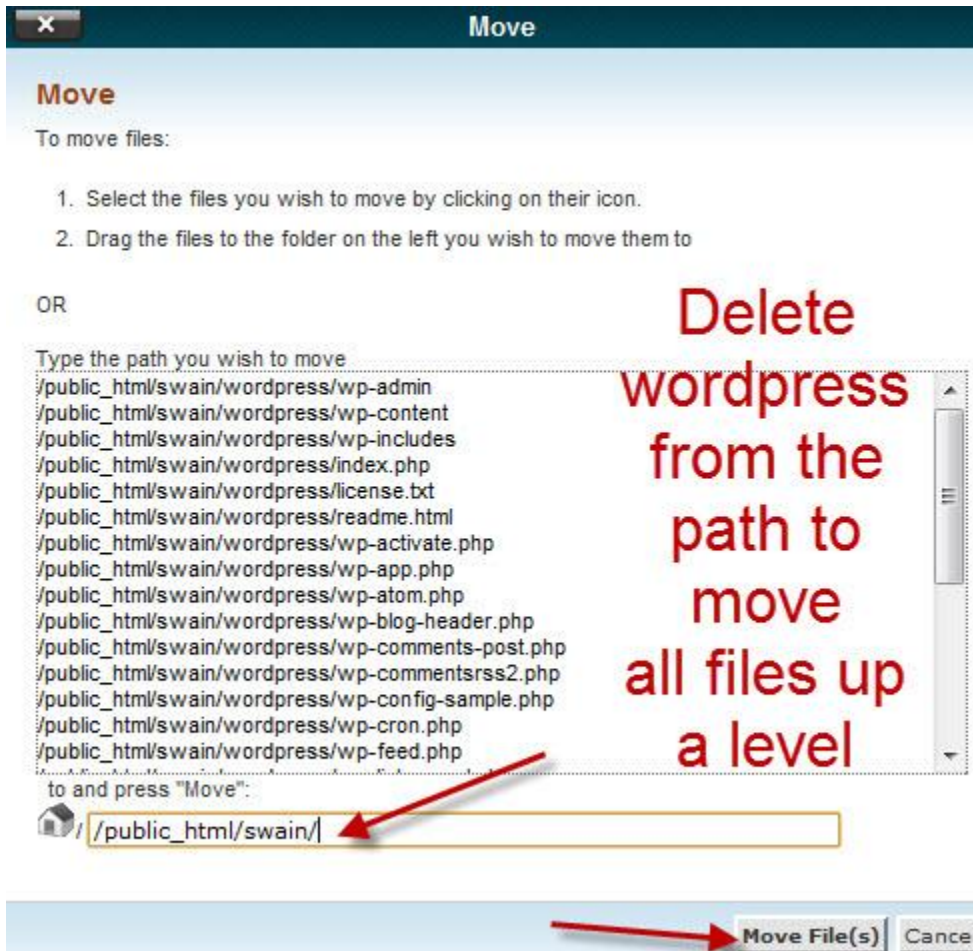 Move
Move
To move files:
1. Select the files you wish to move by clicking on their icon.
2. Drag the files to the folder on the left you wish to move them to
OR
Type the path you wish to move
/public_html/swain/wordpress/wp-admin
/public_html/swain/wordpress/wp-content
/public_html/swain/wordpress/wp-includes
/public_html/swain/wordpress/index.php
/public_html/swain/wordpress/license.txt
/public_html/swain/wordpress/readme.html
/public_html/swain/wordpress/wp-activate.php
/public_html/swain/wordpress/wp-app.php
/public_html/swain/wordpress/wp-atom.php
/public_html/swain/wordpress/wp-blog-header.php
/public_html/swain/wordpress/wp-comments-post.php
/public_html/swain/wordpress/wp-commentsrss2.php
/public_html/swain/wordpress/wp-config-sample.php
/public_html/swain/wordpress/wp-cron.php
/public_html/swain/wordpress/wp-feed.php
Delete
wordpress
from the
path to
move
all files up
a level
to and press "Move":
/ /public_html/swain/
Move File(s) Cance